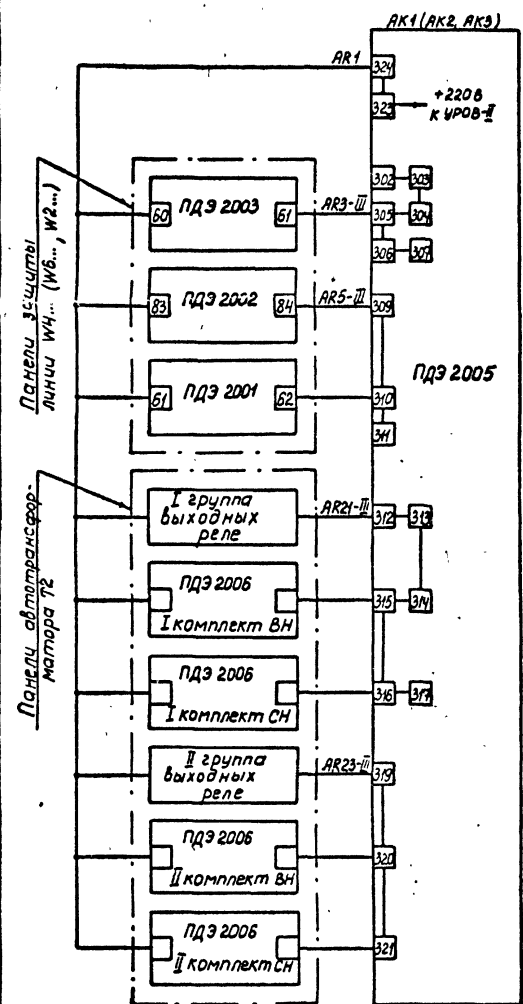 АК1 (АК2, АК3)
AR1
324
323
+220В
к УРОВ-II
302
303
ПДЭ 2003
60
61
AR3-III
305
304
306
307
Панели защиты
линии W4... (W6..., W2...)
ПДЭ 2002
83
84
AR5-III
309
ПДЭ 2005
ПДЭ 2001
61
62
310
311
Панели автотрансфор-
матора Т2
I группа
выходных
реле
AR21-III
312
313
ПДЭ 2006
I комплект ВН
315
314
ПДЭ 2006
I комплект СН
316
317
II группа
выходных
реле
AR23-III
319
ПДЭ 2006
II комплект ВН
320
ПДЭ 2006
II комплект СН
321